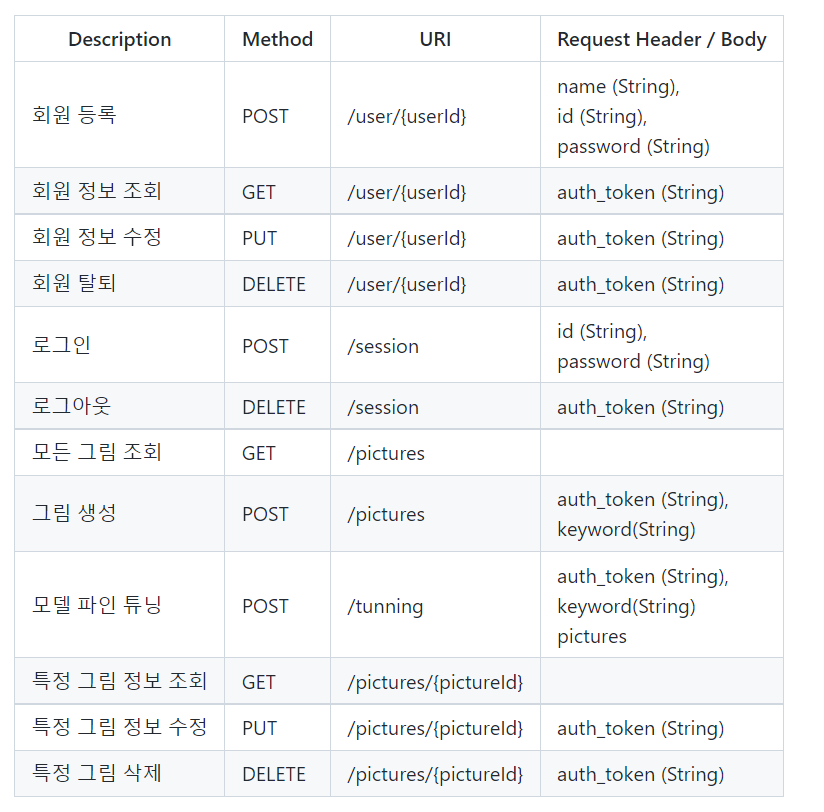 Description Method URI Request Header / Body
회원 등록 POST /user/{userId} name (String),
id (String),
password (String)
회원 정보 조회 GET /user/{userId} auth_token (String)
회원 정보 수정 PUT /user/{userId} auth_token (String)
회원 탈퇴 DELETE /user/{userId} auth_token (String)
로그인 POST /session id (String),
password (String)
로그아웃 DELETE /session auth_token (String)
모든 그림 조회 GET /pictures
그림 생성 POST /pictures auth_token (String),
keyword(String)
모델 파인 튜닝 POST /tunning auth_token (String),
keyword(String)
pictures
특정 그림 정보 조회 GET /pictures/{pictureId}
특정 그림 정보 수정 PUT /pictures/{pictureId} auth_token (String)
특정 그림 삭제 DELETE /pictures/{pictureId} auth_token (String)